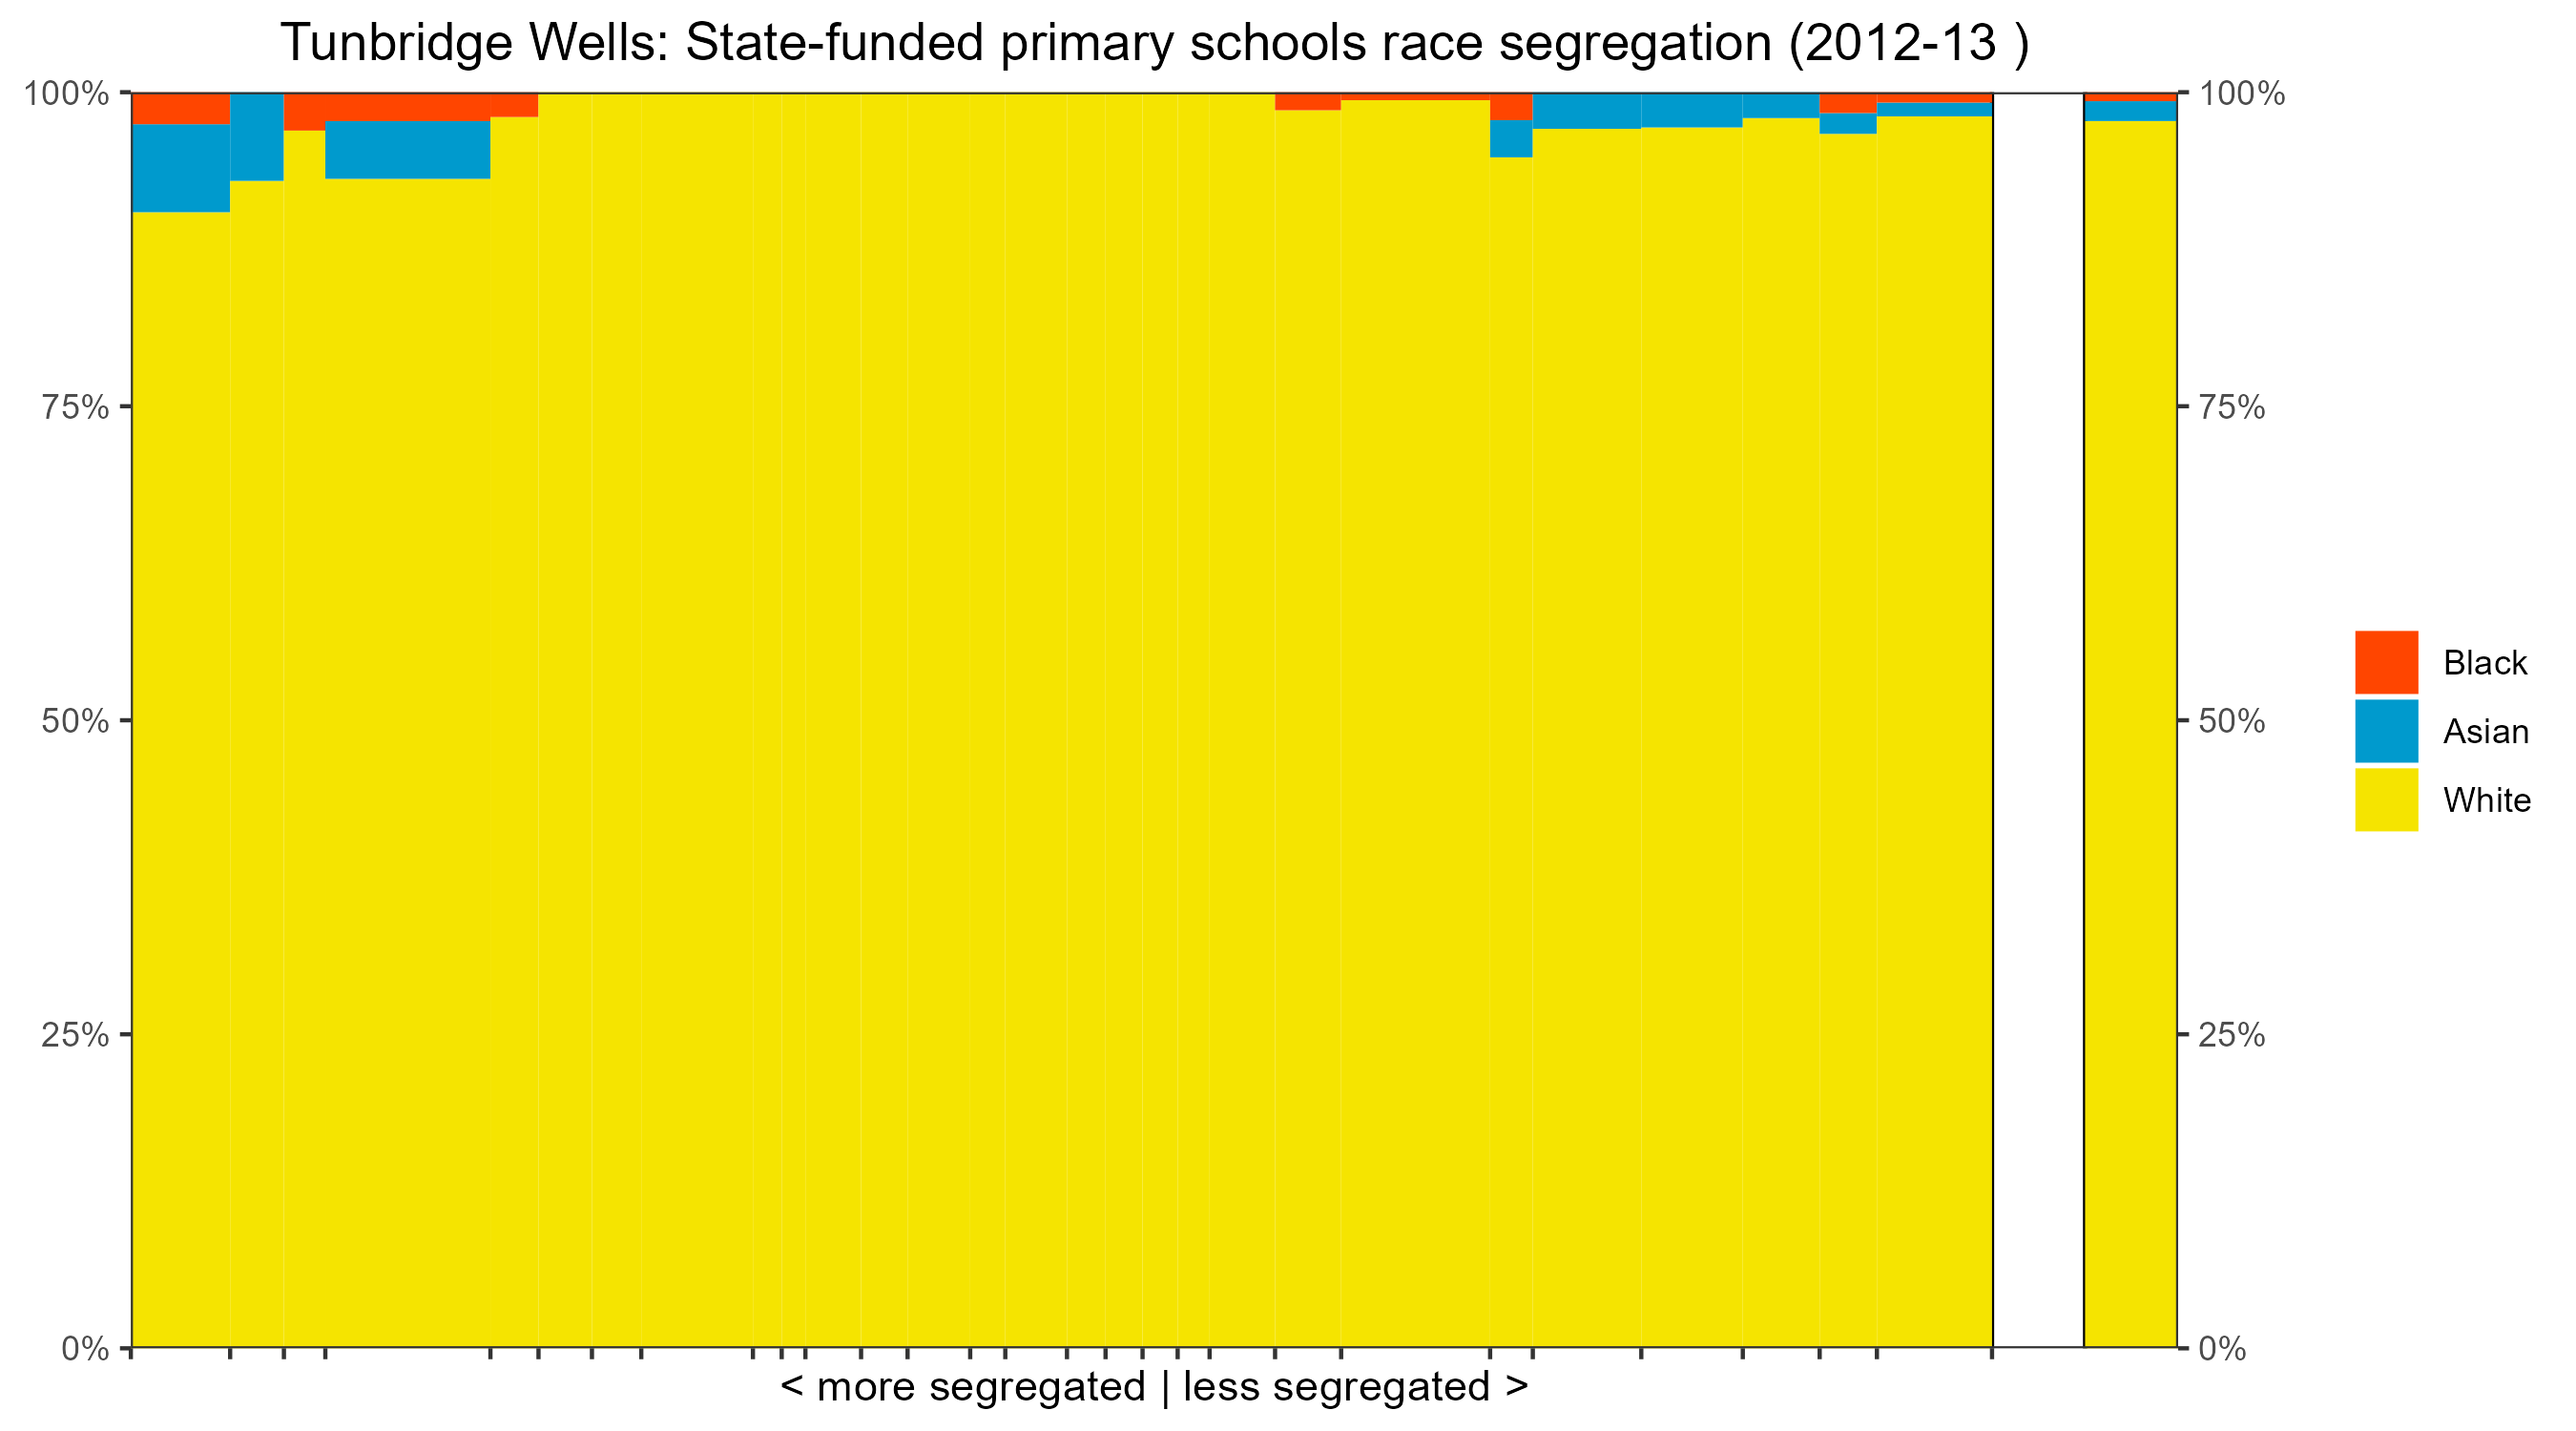 Tunbridge Wells: State-funded primary schools race segregation (2012-13 )
100%
75%
50%
25%
0%
100%
75%
50%
25%
0%
Black
Asian
White
< more segregated | less segregated >